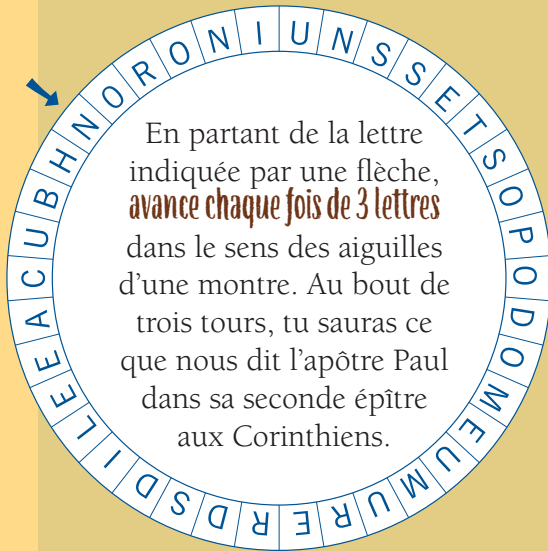 NORONIUNSSETSOPODOMEUMURERDSDILEEACUBH
En partant de la lettre
indiquée par une flèche,
avance chaque fois de 3 lettres
dans le sens des aiguilles
d'une montre. Au bout de
trois tours, tu sauras ce
que nous dit l'apôtre Paul
dans sa seconde épître
aux Corinthiens.